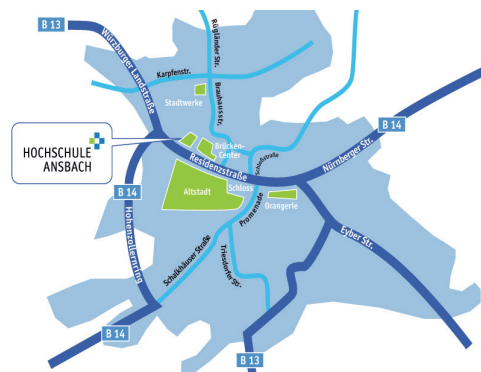 B 13
Würzburger Landstraße
Rügländer Str.
Karpfenstr.
Stadtwerke
Brauhausstr.
HOCHSCHULE
ANSBACH
Brücken-
Center
Schloßstraße
Nürnberger Str.
B 14
Residenzstraße
B 14
Altstadt
Schloss
Orangerie
Promenade
Hohenzollernring
Schalkhäuser Straße
Triesdorfer Str.
Eyber Str.
B 14
B 13